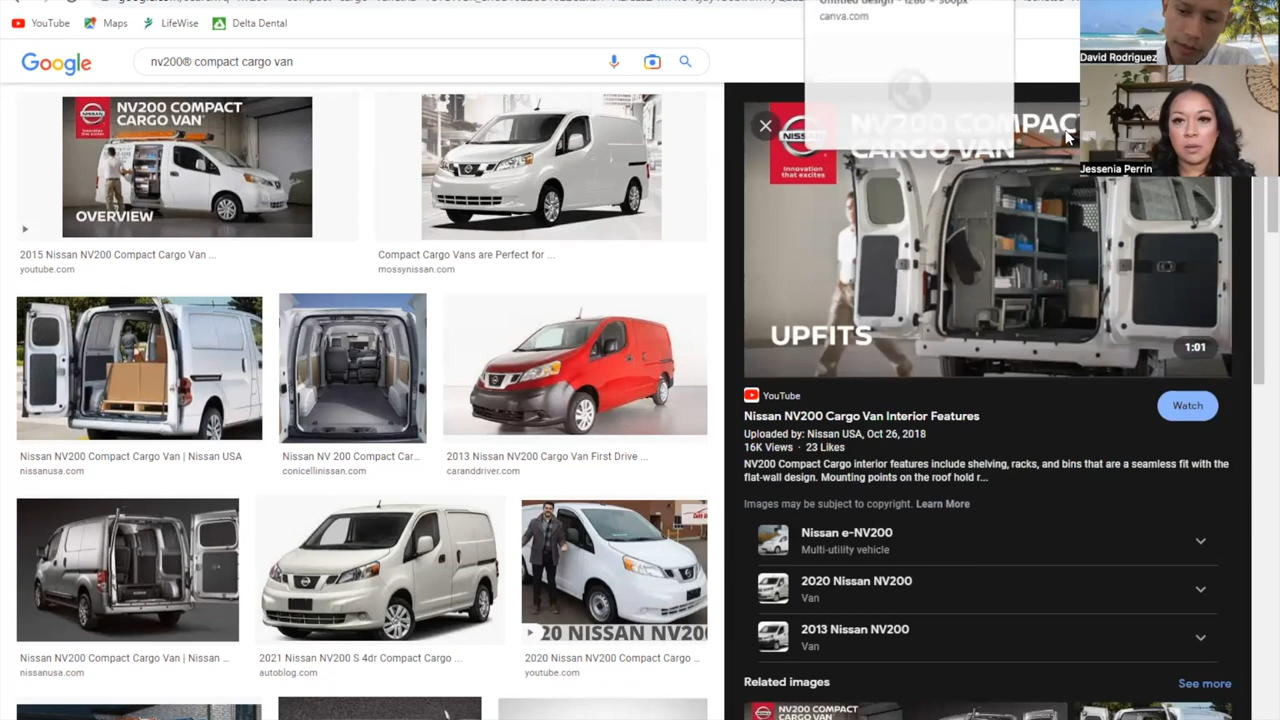 YouTube
Maps
LifeWise
Delta Dental
canva.com
David Rodriguez
Jessenia Perrin
Google
nv200® compact cargo van
NV200 COMPACT
CARGO VAN
OVERVIEW
2015 Nissan NV200 Compact Cargo Van ...
youtube.com
Compact Cargo Vans are Perfect for ...
mossynissan.com
Nissan NV200 Compact Cargo Van | Nissan USA
nissanusa.com
Nissan NV 200 Compact Car...
conicellinissan.com
2013 Nissan NV200 Cargo Van First Drive ...
caranddriver.com
Nissan NV200 Compact Cargo Van | Nissan ...
nissanusa.com
2021 Nissan NV200 S 4dr Compact Cargo ...
autoblog.com
20 NISSAN NV200
2020 Nissan NV200 Compact Cargo ...
youtube.com
NISSAN
Innovation
that excites
NV200 COMPACT
CARGO VAN
UPFITS
1:01
YouTube
Watch
Nissan NV200 Cargo Van Interior Features
Uploaded by: Nissan USA, Oct 26, 2018
16K Views · 23 Likes
NV200 Compact Cargo interior features include shelving, racks, and bins that are a seamless fit with the
flat-wall design. Mounting points on the roof hold r...
Images may be subject to copyright. Learn More
Nissan e-NV200
Multi-utility vehicle
2020 Nissan NV200
Van
2013 Nissan NV200
Van
Related images
See more
NV200 COMPACT